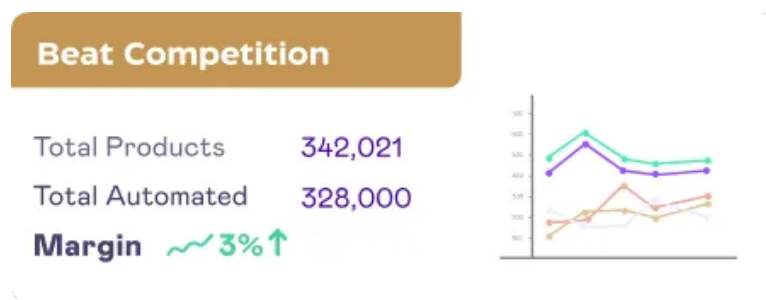 Beat Competition
Total Products 342,021
Total Automated 328,000
Margin 3%